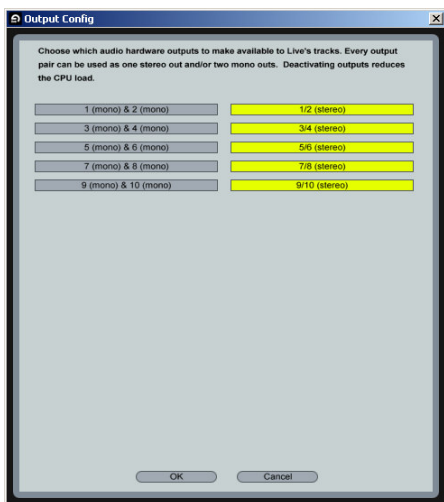 Output Config
Choose which audio hardware outputs to make available to Live's tracks. Every output
pair can be used as one stereo out and/or two mono outs. Deactivating outputs reduces
the CPU load.
1 (mono) & 2 (mono) 1/2 (stereo)
3 (mono) & 4 (mono) 3/4 (stereo)
5 (mono) & 6 (mono) 5/6 (stereo)
7 (mono) & 8 (mono) 7/8 (stereo)
9 (mono) & 10 (mono) 9/10 (stereo)
OK Cancel